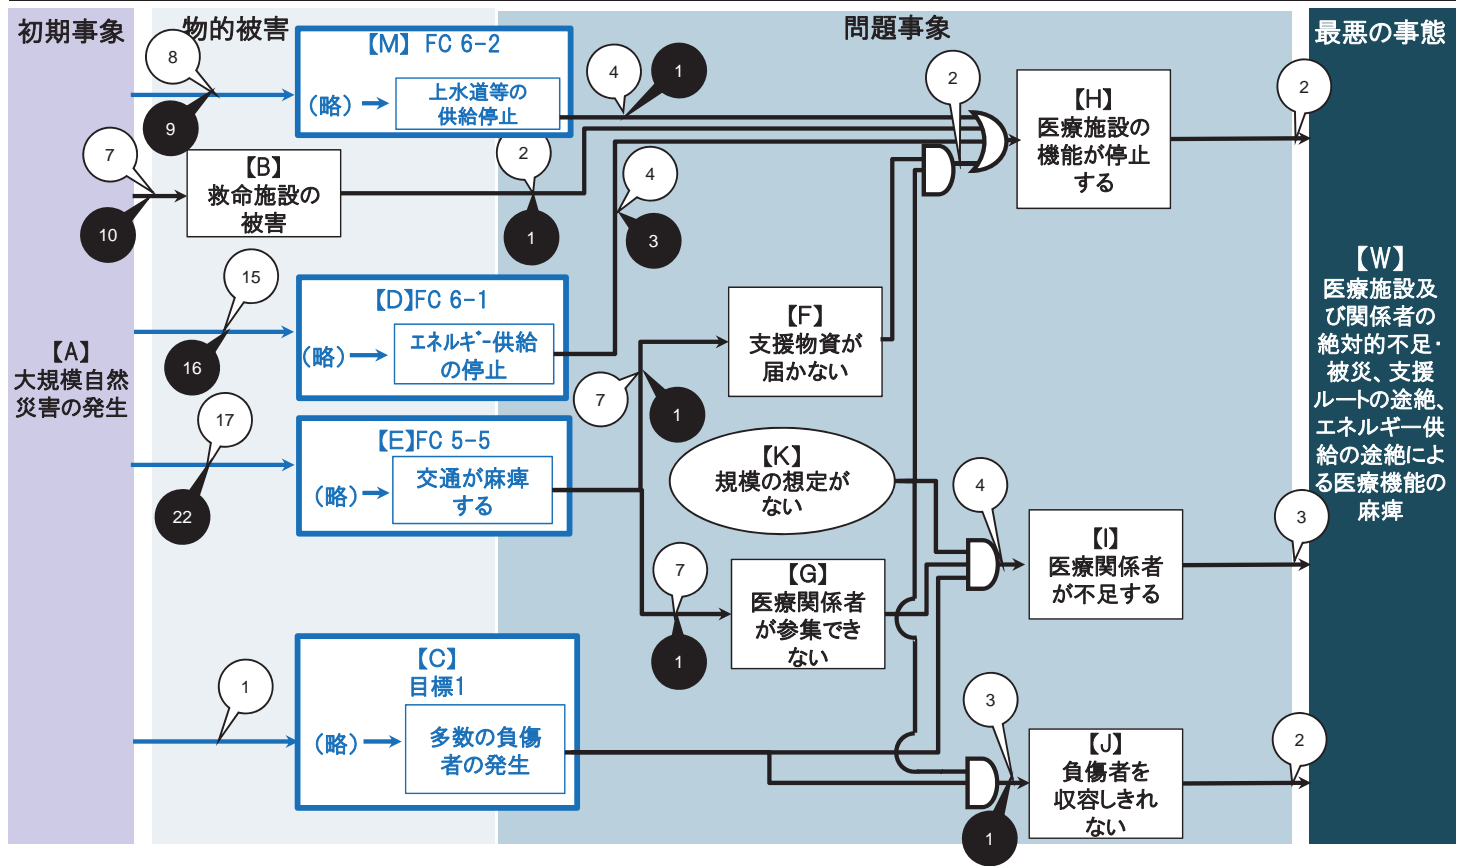 初期事象
物的被害
問題事象
最悪の事態
【A】
大規模自然
災害の発生
8
9
7
10
15
16
17
22
1
【M】 FC 6-2
(略)
上水道等の
供給停止
【B】
救命施設の
被害
【D】FC 6-1
(略)
エネルギー供給
の停止
【E】FC 5-5
(略)
交通が麻痺
する
【C】
目標1
(略)
多数の負傷
者の発生
4
1
2
1
4
3
7
1
7
1
【F】
支援物資が
届かない
【K】
規模の想定が
ない
【G】
医療関係者
が参集でき
ない
2
4
3
1
【H】
医療施設の
機能が停止
する
【I】
医療関係者
が不足する
【J】
負傷者を
収容しきれ
ない
2
3
2
【W】
医療施設及
び関係者の
絶対的不足・
被災、支援
ルートの途絶、
エネルギー供
給の途絶によ
る医療機能の
麻痺